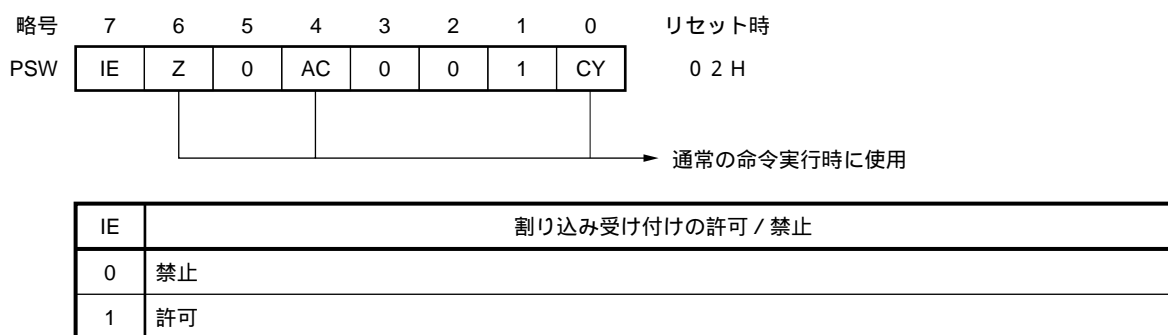 略号 7 6 5 4 3 2 1 0 リセット時
PSW IE Z 0 AC 0 0 1 CY 02H
通常の命令実行時に使用
IE 割り込み受け付けの許可/禁止
0 禁止
1 許可